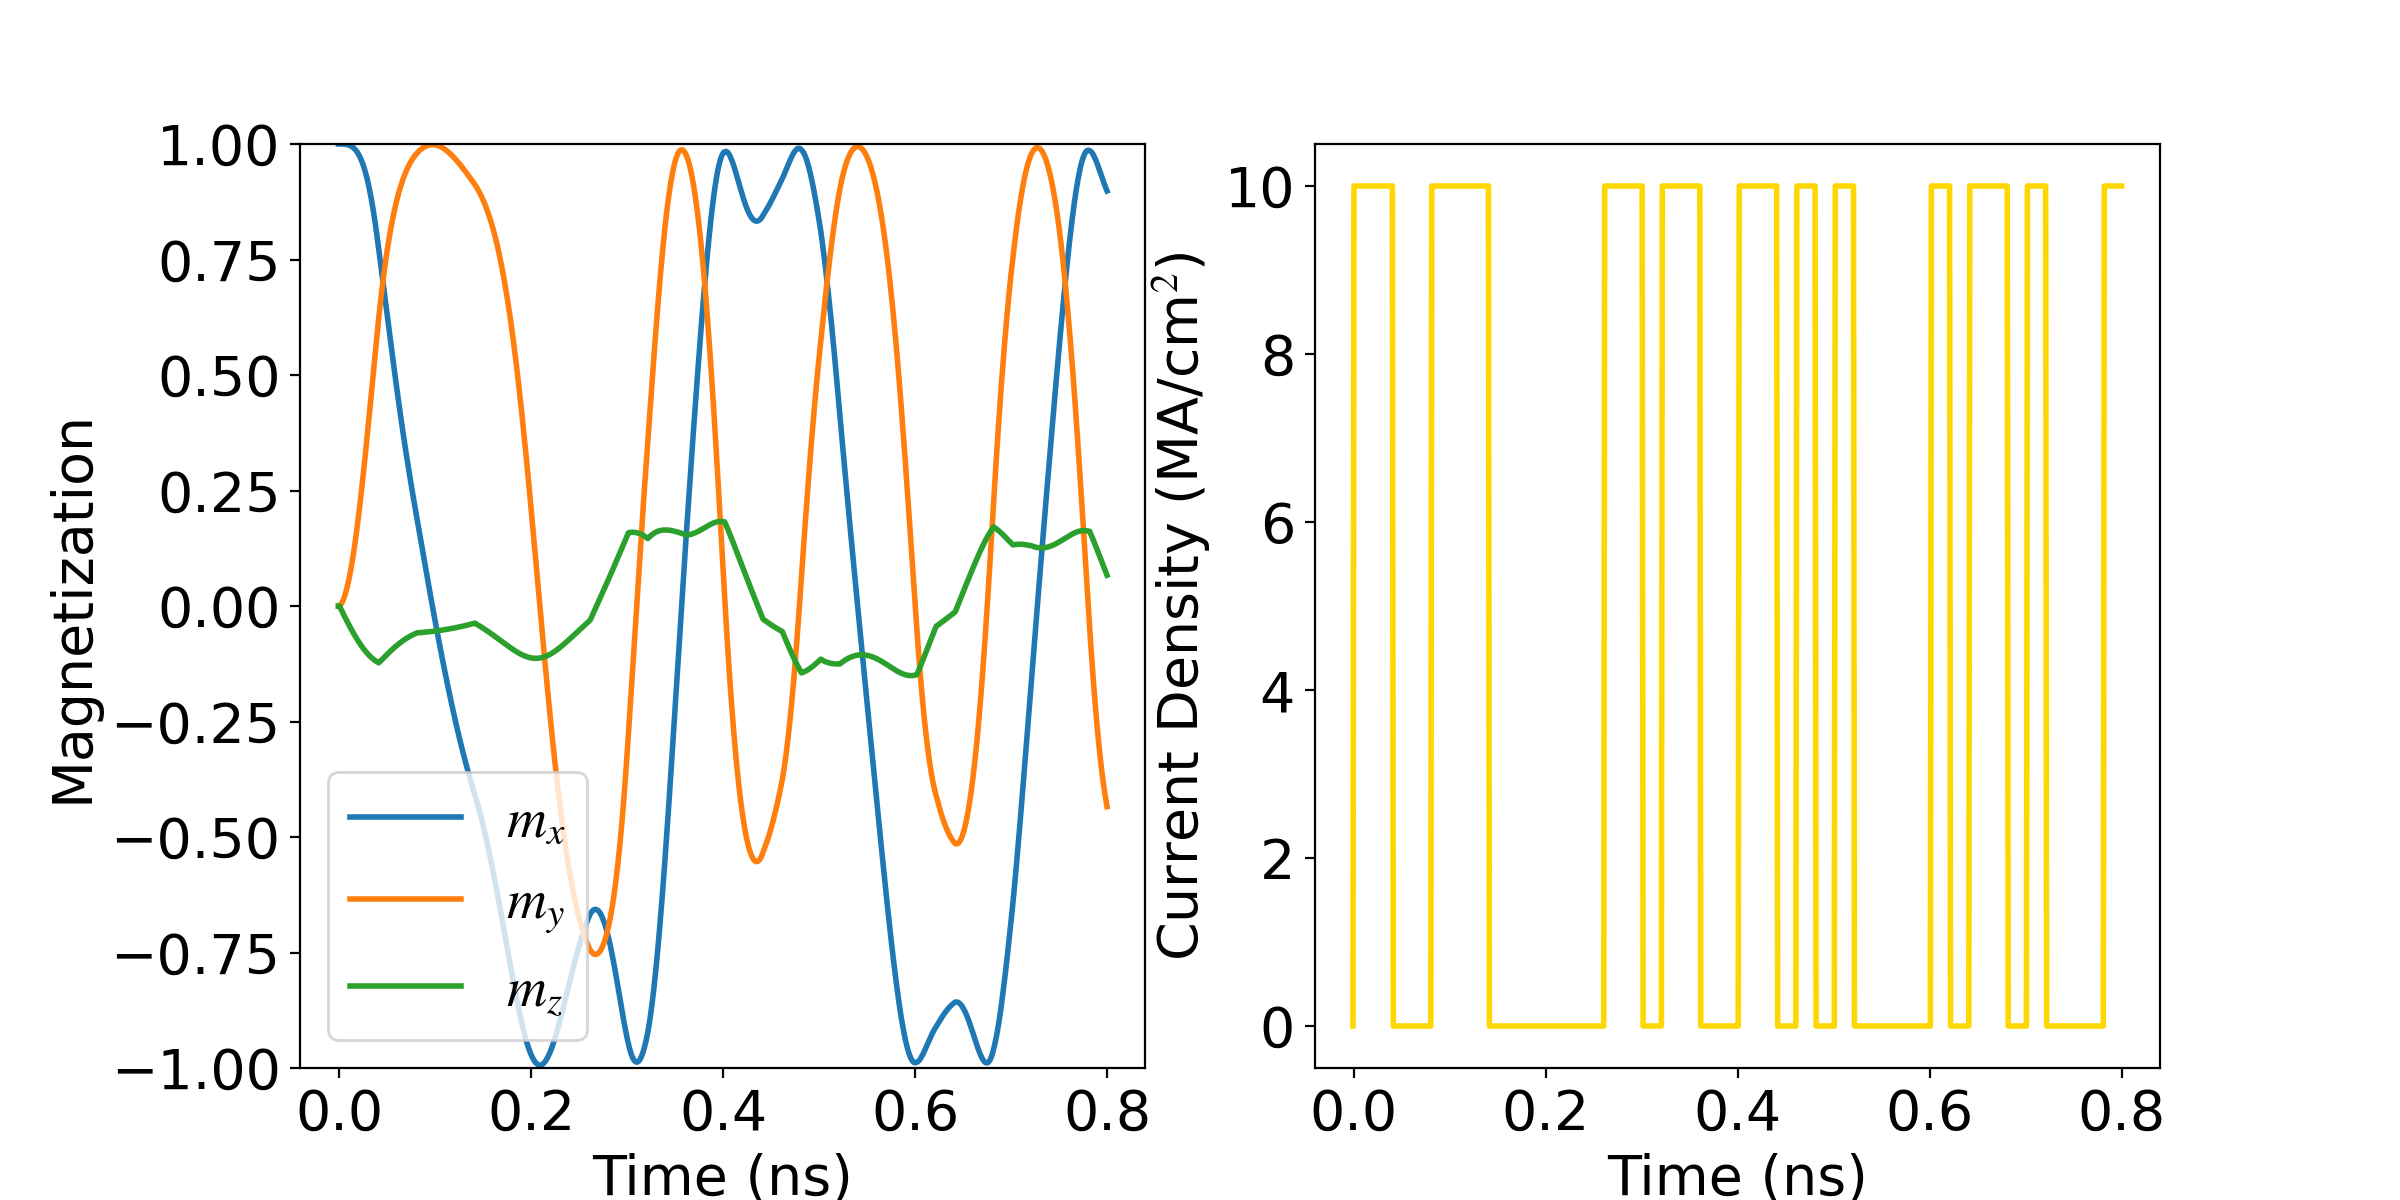 Magnetization
1.00
0.75
0.50
0.25
0.00
−0.25
−0.50
−0.75
−1.00
m_x
m_y
m_z
0.0 0.2 0.4 0.6 0.8
Time (ns)
Current Density (MA/cm²)
10
8
6
4
2
0
0.0 0.2 0.4 0.6 0.8
Time (ns)